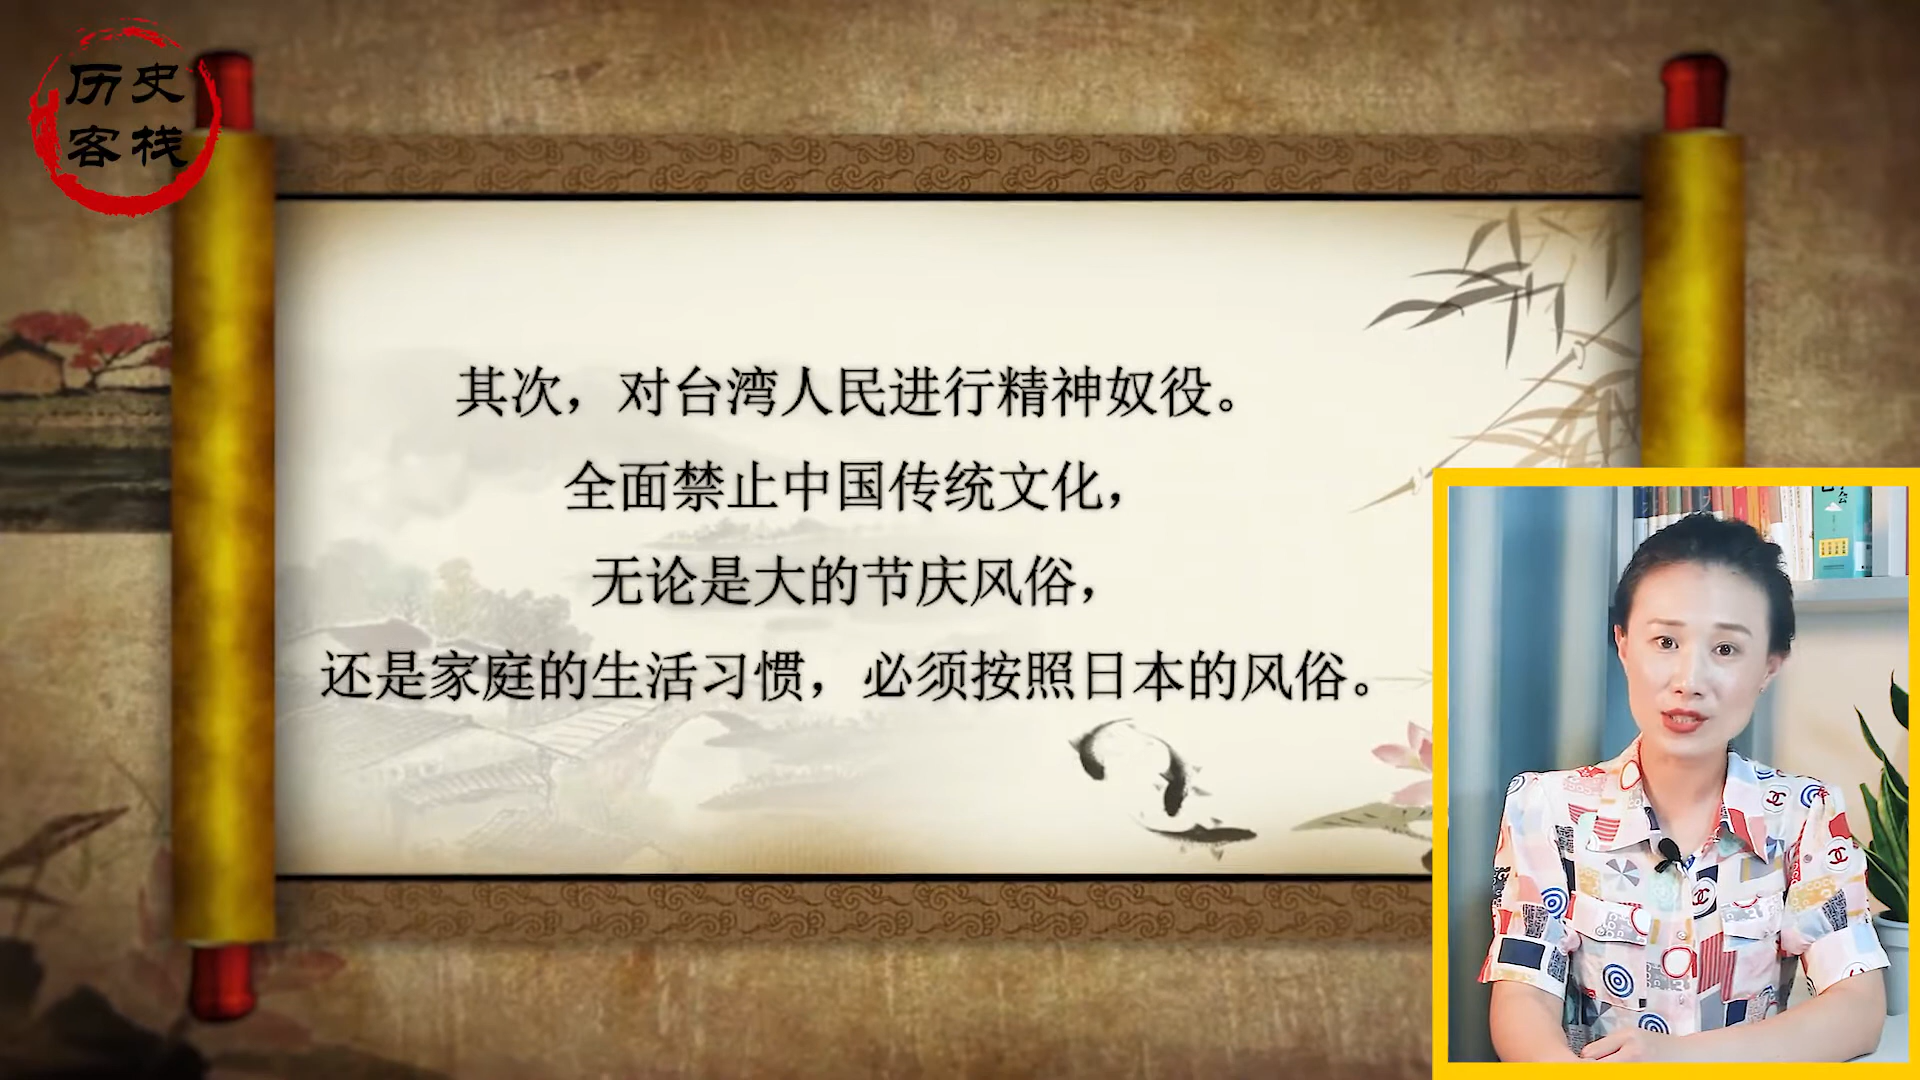 历史
客栈
其次，对台湾人民进行精神奴役。
全面禁止中国传统文化，
无论是大的节庆风俗，
还是家庭的生活习惯，必须按照日本的风俗。